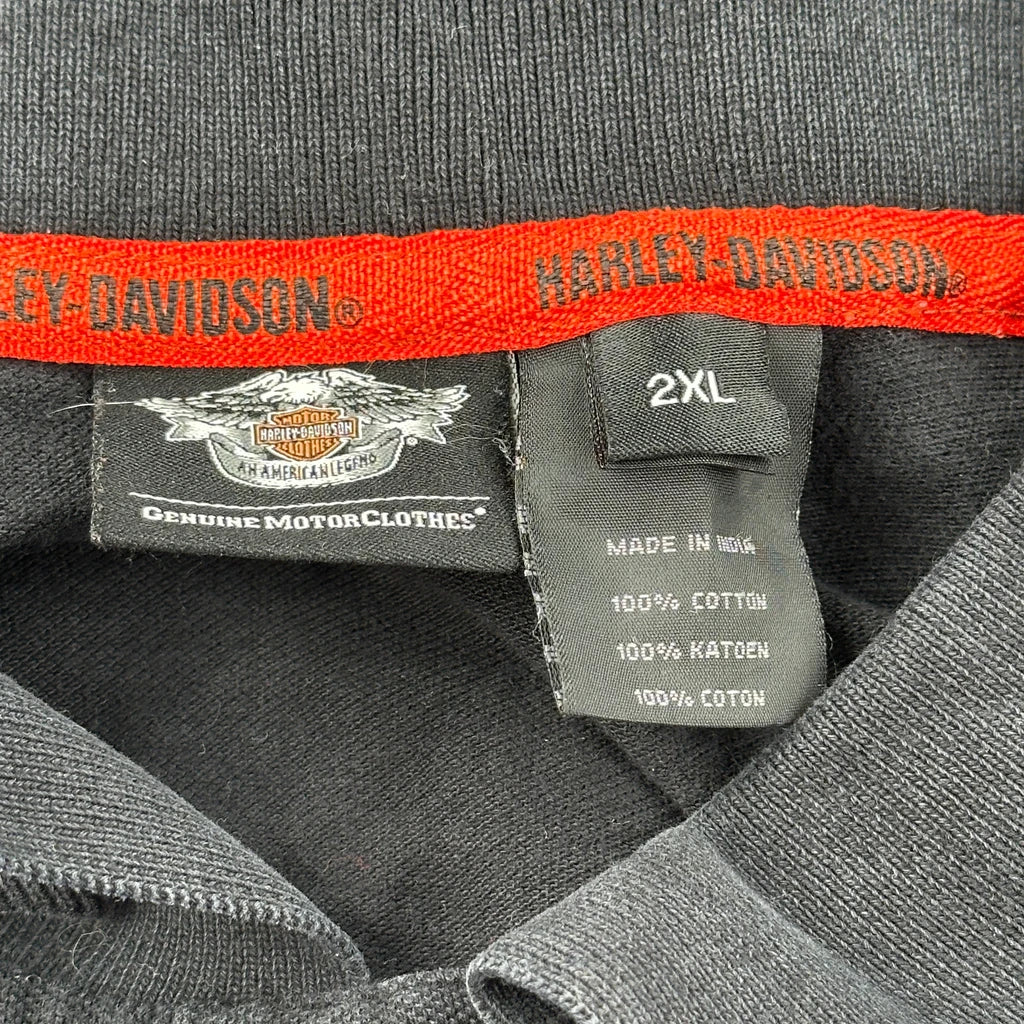 EY-DAVIDSON®
HARLEY-DAVIDSON®
MOTOR
HARLEY-DAVIDSON
CLOTHES
®
AN AMERICAN LEGEND
GENUINE MOTORCLOTHES®
2XL
MADE IN INDIA
100% COTTON
100% KATOEN
100% COTON